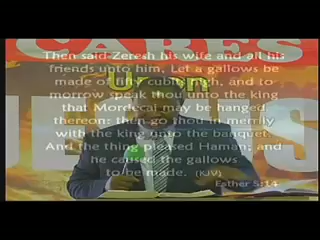 CARES
Then said Zeresh his wife and all his
friends unto him, Let a gallows be
made of fifty cubits high, and to
morrow speak thou unto the king
that Mordecai may be hanged
thereon: then go thou in merrily
with the king unto the banquet.
And the thing pleased Haman; and
he caused the gallows
to be made. (KJV)
Esther 5:14